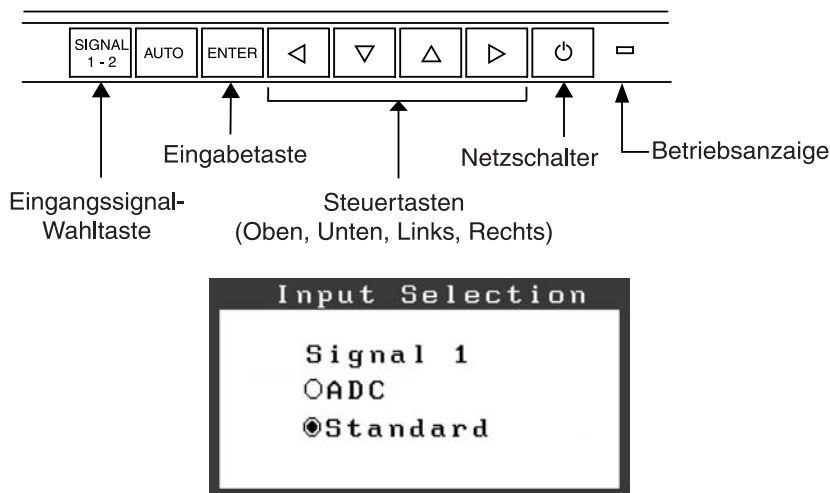 SIGNAL
1 - 2
AUTO
ENTER
Eingabetaste
Netzschalter
Betriebsanzaige
Eingangssignal-
Wahltaste
Steuertasten
(Oben, Unten, Links, Rechts)
Input Selection
Signal 1
ADC
Standard